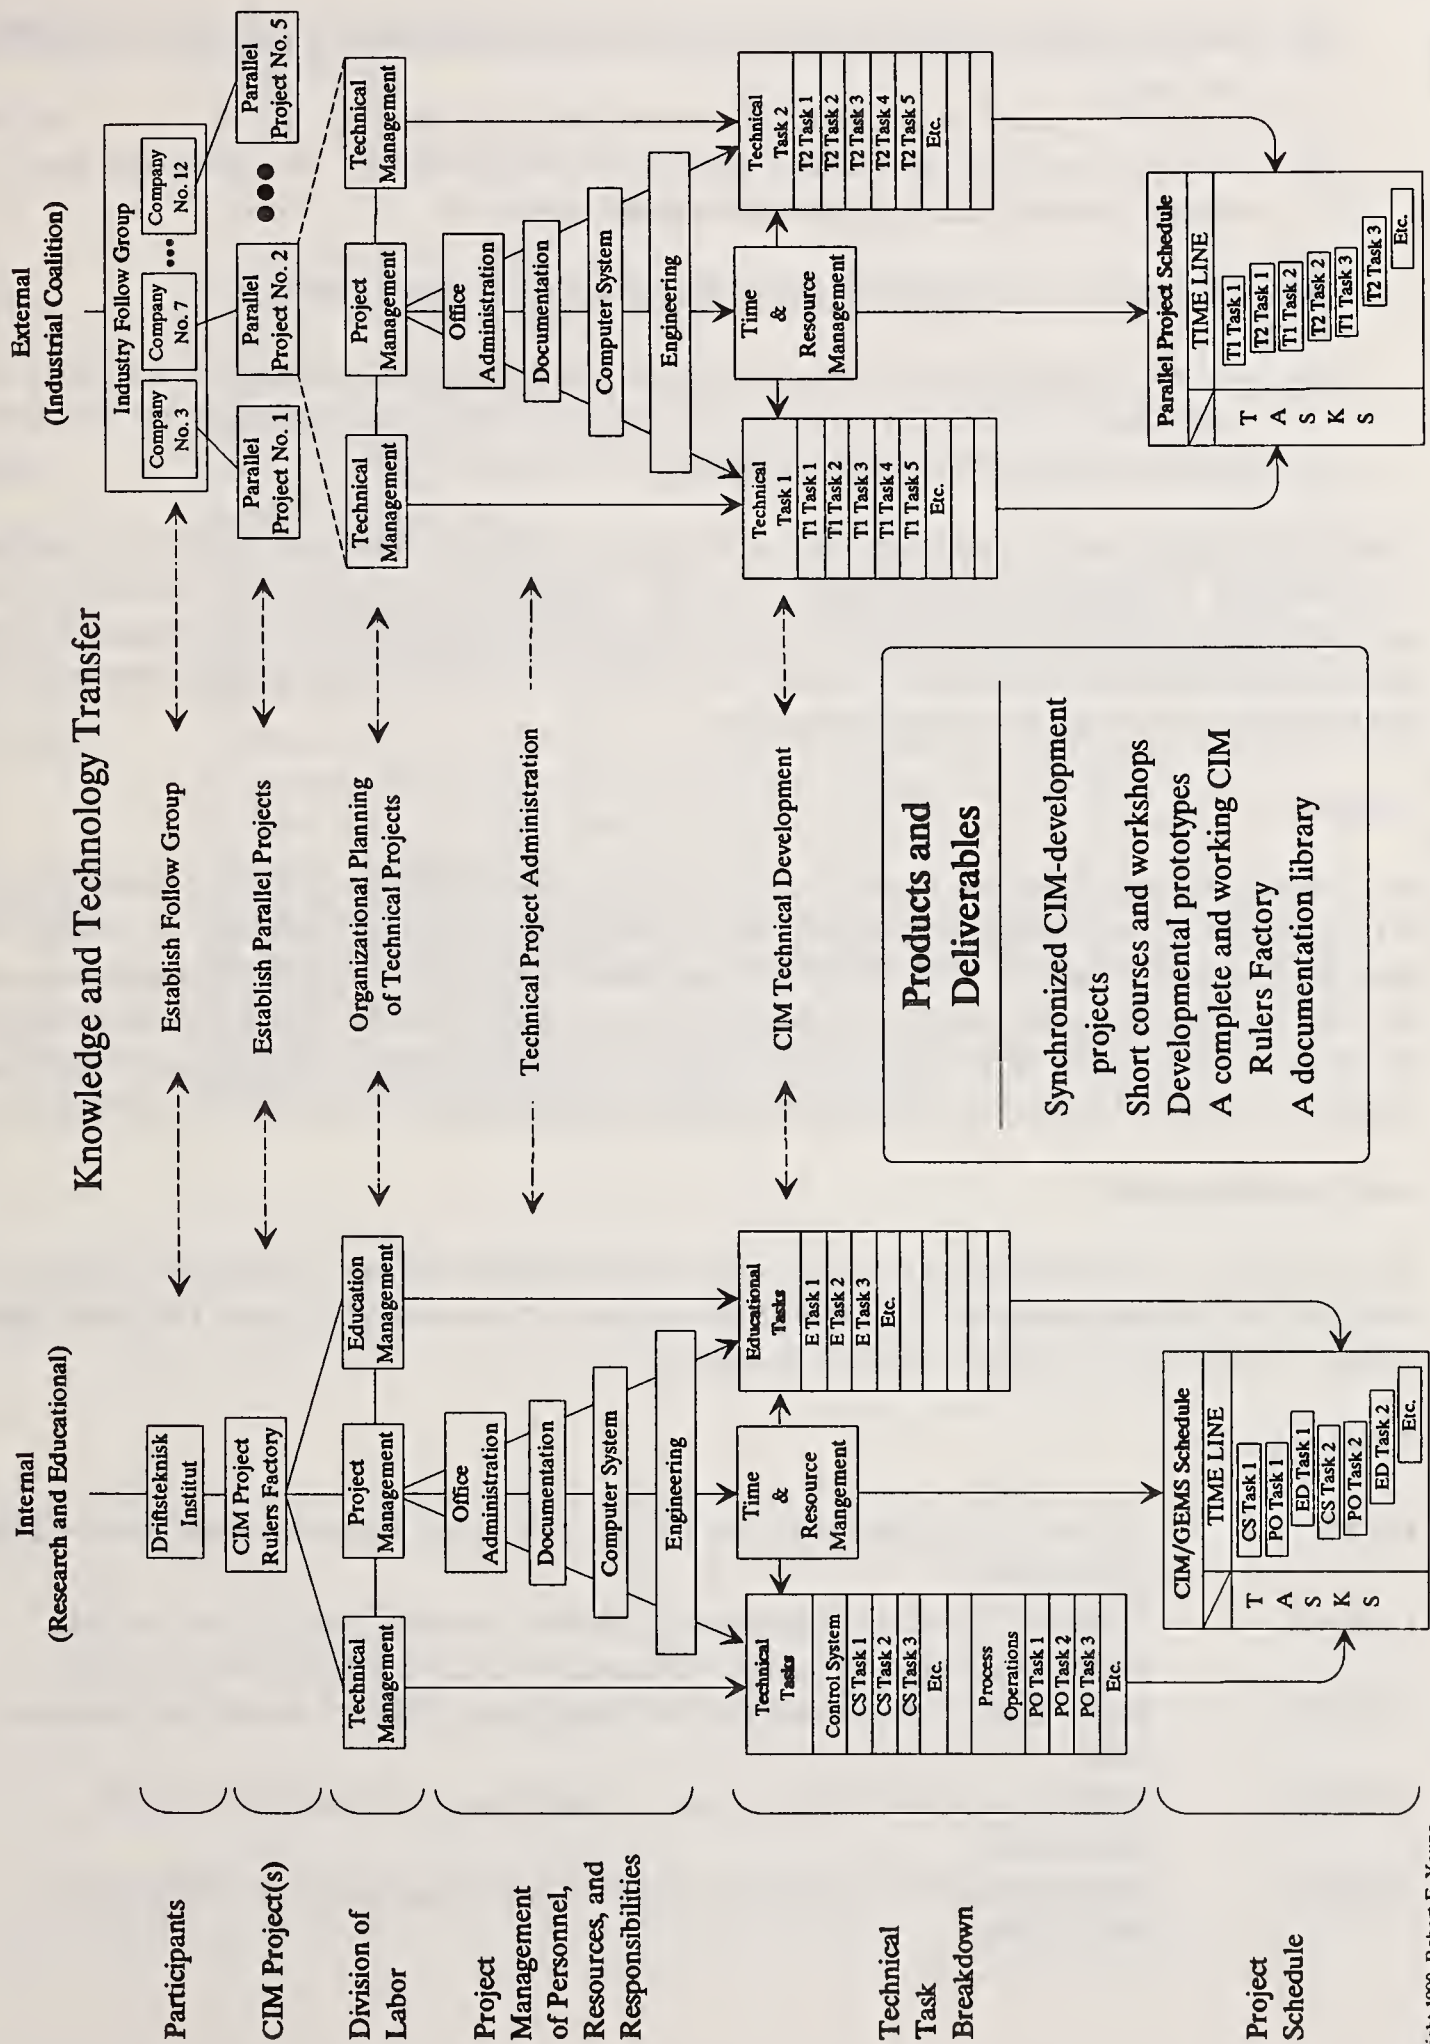 Internal
(Research and Educational)
External
(Industrial Coalition)
Knowledge and Technology Transfer
Participants
Driftsteknisk
Institut
Establish Follow Group
Industry Follow Group
Company
No. 3
Company
No. 7
•••
Company
No. 12
CIM Project(s)
CIM Project
Rulers Factory
Establish Parallel Projects
Parallel
Project No. 1
Parallel
Project No. 2
Parallel
Project No. 5
Division of
Labor
Technical
Management
Project
Management
Education
Management
Organizational Planning
of Technical Projects
Technical
Management
Project
Management
Technical
Management
Project
Management
of Personnel,
Resources, and
Responsibilities
Office
Administration
Documentation
Computer System
Engineering
Technical Project Administration
Office
Administration
Documentation
Computer System
Engineering
Technical
Task
Breakdown
Technical
Tasks
Control System
CS Task 1
CS Task 2
CS Task 3
Etc.
Process
Operations
PO Task 1
PO Task 2
PO Task 3
Etc.
Time
&
Resource
Mangement
Educational
Tasks
E Task 1
E Task 2
E Task 3
Etc.
CIM Technical Development
Technical
Task 1
T1 Task 1
T1 Task 2
T1 Task 3
T1 Task 4
T1 Task 5
Etc.
Time
&
Resource
Management
Technical
Task 2
T2 Task 1
T2 Task 2
T2 Task 3
T2 Task 4
T2 Task 5
Etc.
Products and
Deliverables
Synchronized CIM-development
projects
Short courses and workshops
Developmental prototypes
A complete and working CIM
Rulers Factory
A documentation library
Project
Schedule
CIM/GEMS Schedule
TIME LINE
T
A
S
K
S
CS Task 1
PO Task 1
ED Task 1
CS Task 2
PO Task 2
ED Task 2
Etc.
Parallel Project Schedule
TIME LINE
T
A
S
K
S
T1 Task 1
T2 Task 1
T1 Task 2
T2 Task 2
T1 Task 3
T2 Task 3
Etc.